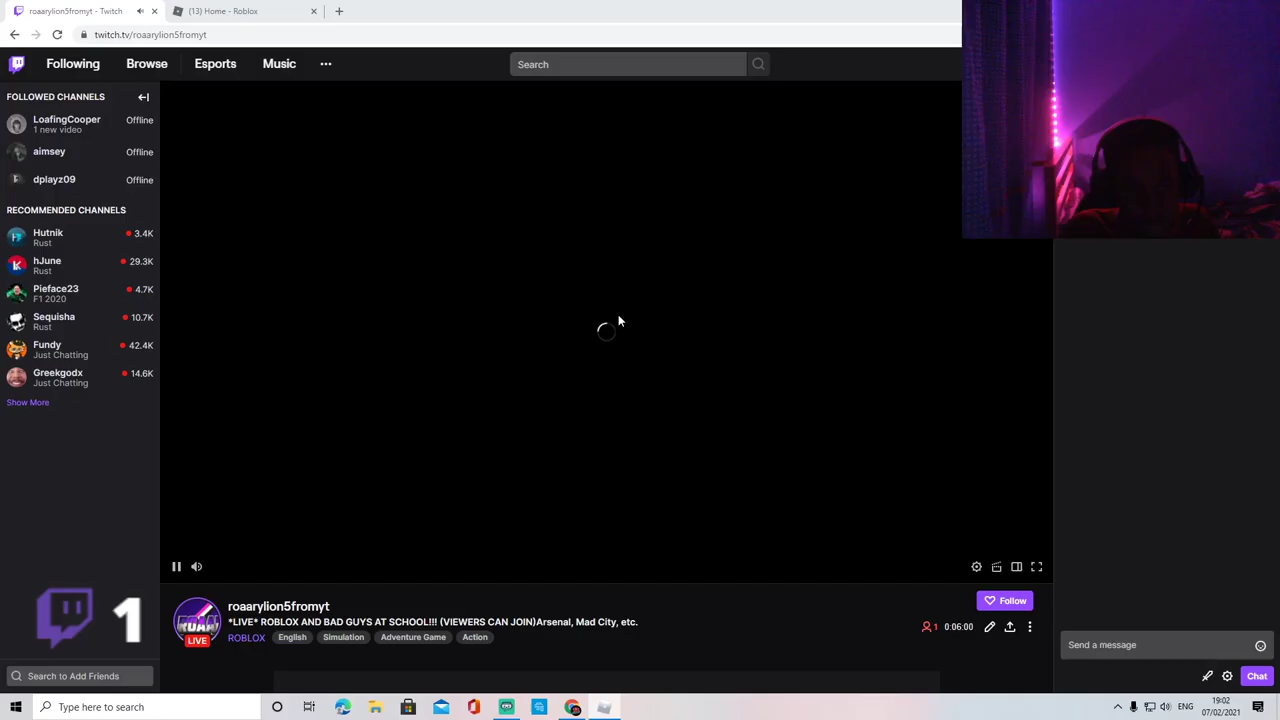 roaarylion5fromyt - Twitch
(13) Home - Roblox
twitch.tv/roaarylion5fromyt
Following
Browse
Esports
Music
Search
FOLLOWED CHANNELS
LoafingCooper
Offline
1 new video
aimsey
Offline
dplayz09
Offline
RECOMMENDED CHANNELS
Hutnik
3.4K
Rust
hJune
29.3K
Rust
Pieface23
4.7K
F1 2020
Sequisha
10.7K
Rust
Fundy
42.4K
Just Chatting
Greekgodx
14.6K
Just Chatting
Show More
1
Search to Add Friends
ROAA
LIVE
roaarylion5fromyt
*LIVE* ROBLOX AND BAD GUYS AT SCHOOL!!! (VIEWERS CAN JOIN)Arsenal, Mad City, etc.
ROBLOX
English
Simulation
Adventure Game
Action
Follow
1
0:06:00
Send a message
Chat
Type here to search
ENG
19:02
07/02/2021